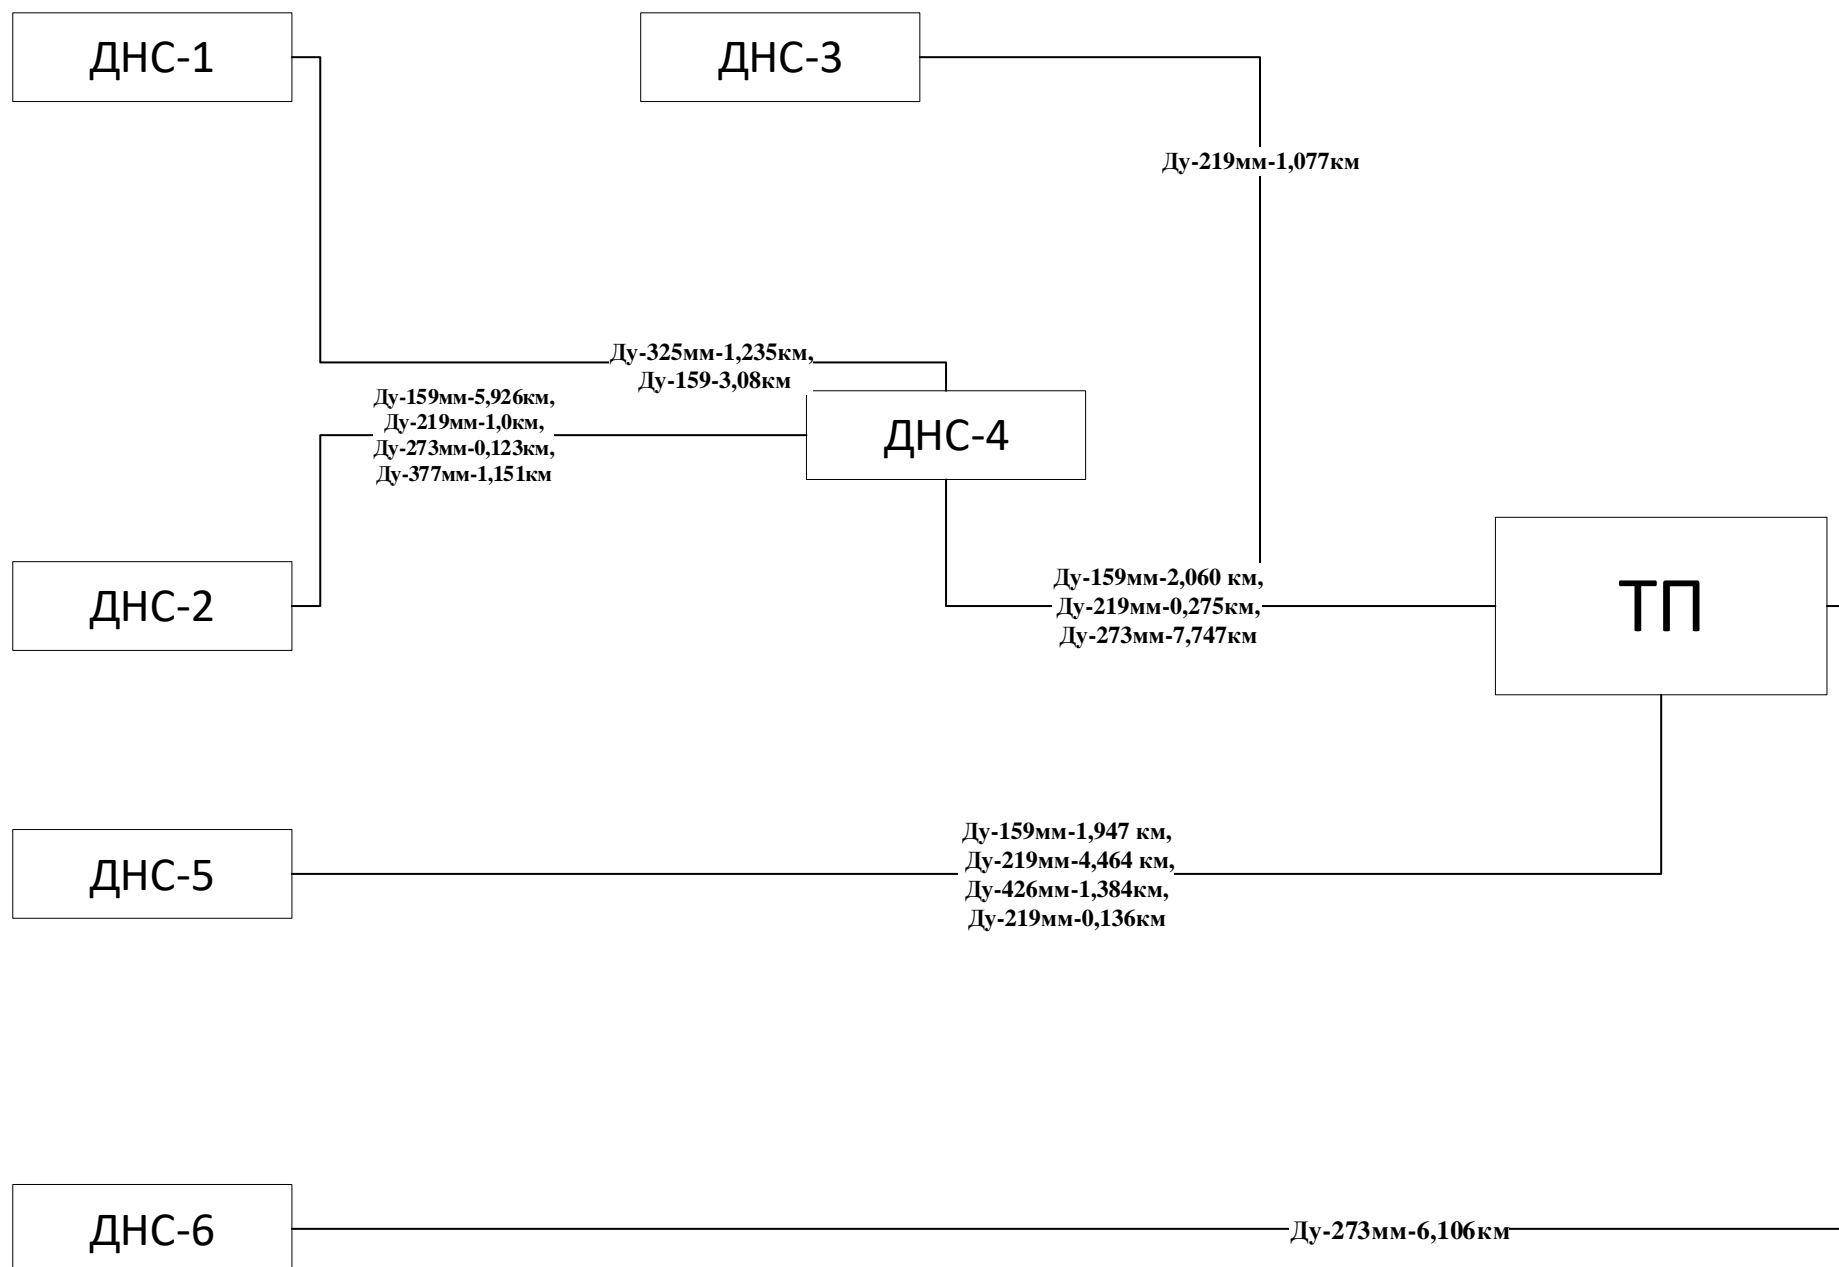 ДНС-1
ДНС-3
Ду-219мм-1,077км
Ду-325мм-1,235км,
Ду-159-3,08км
Ду-159мм-5,926км,
Ду-219мм-1,0км,
Ду-273мм-0,123км,
Ду-377мм-1,151км
ДНС-4
ДНС-2
Ду-159мм-2,060 км,
Ду-219мм-0,275км,
Ду-273мм-7,747км
ТП
ДНС-5
Ду-159мм-1,947 км,
Ду-219мм-4,464 км,
Ду-426мм-1,384км,
Ду-219мм-0,136км
ДНС-6
Ду-273мм-6,106км